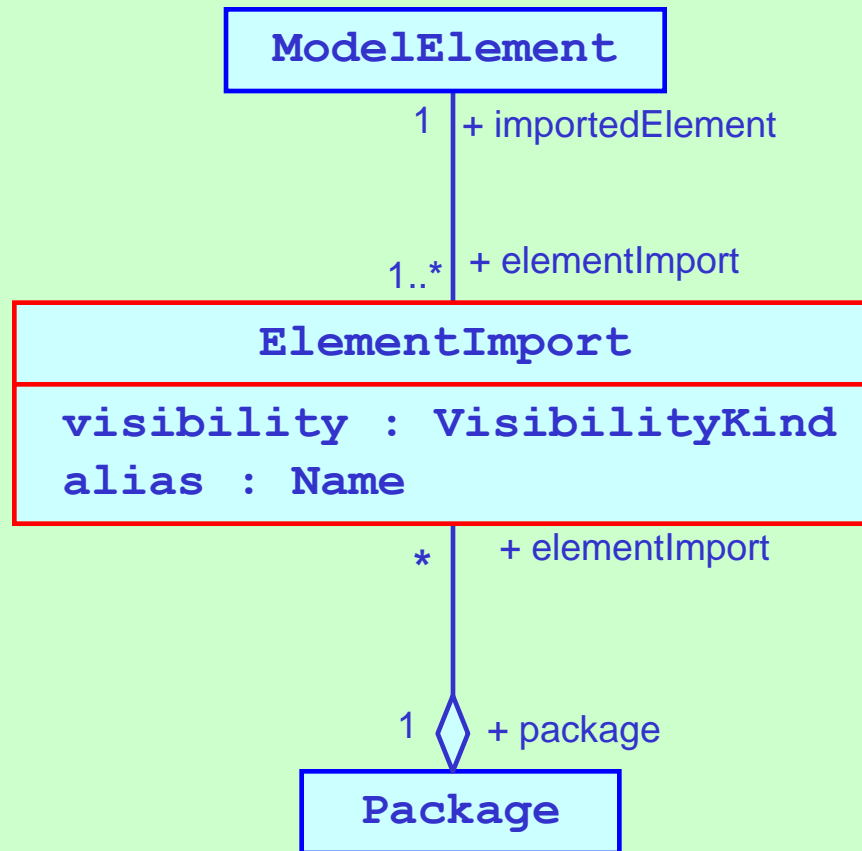 ModelElement
1 + importedElement
1..* + elementImport
ElementImport
visibility : VisibilityKind
alias : Name
* + elementImport
1 + package
Package